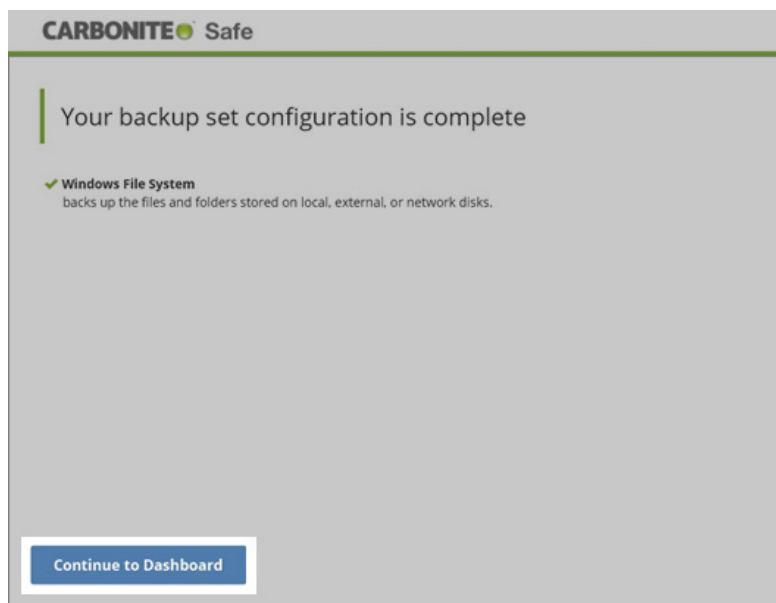 CARBONITE Safe
Your backup set configuration is complete
Windows File System
backs up the files and folders stored on local, external, or network disks.
Continue to Dashboard